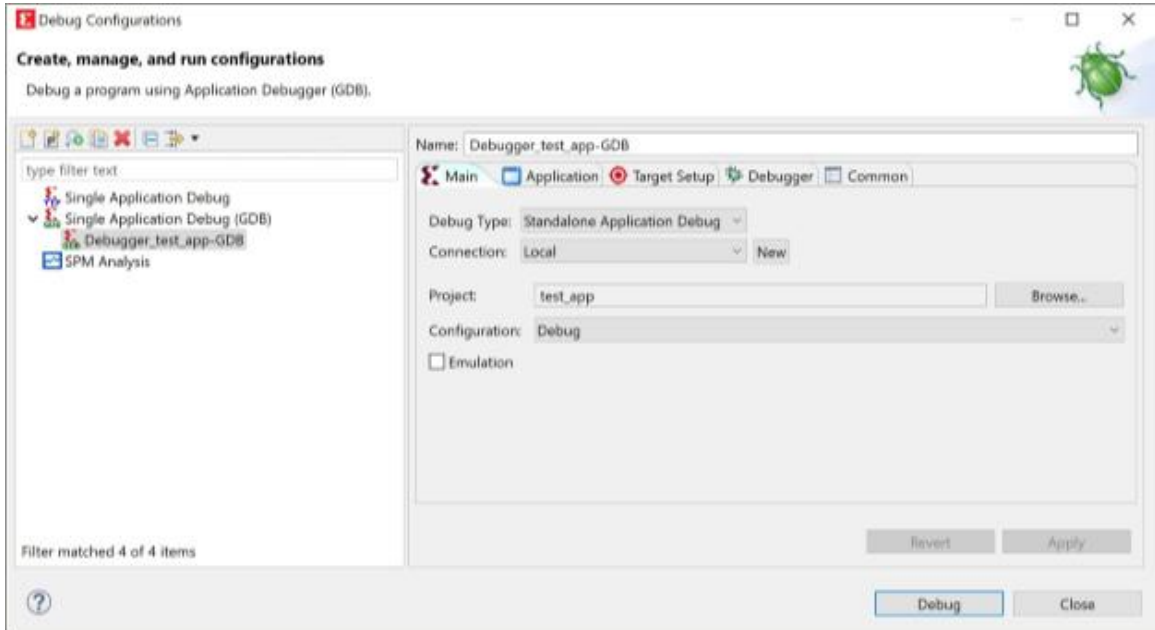 Debug Configurations
Create, manage, and run configurations
Debug a program using Application Debugger (GDB).
type filter text
Single Application Debug
Single Application Debug (GDB)
Debugger_test_app-GDB
SPM Analysis
Filter matched 4 of 4 items
Name: Debugger_test_app-GDB
Main Application Target Setup Debugger Common
Debug Type: Standalone Application Debug
Connection: Local New
Project: test_app Browse...
Configuration: Debug
Emulation
Revert Apply
Debug Close